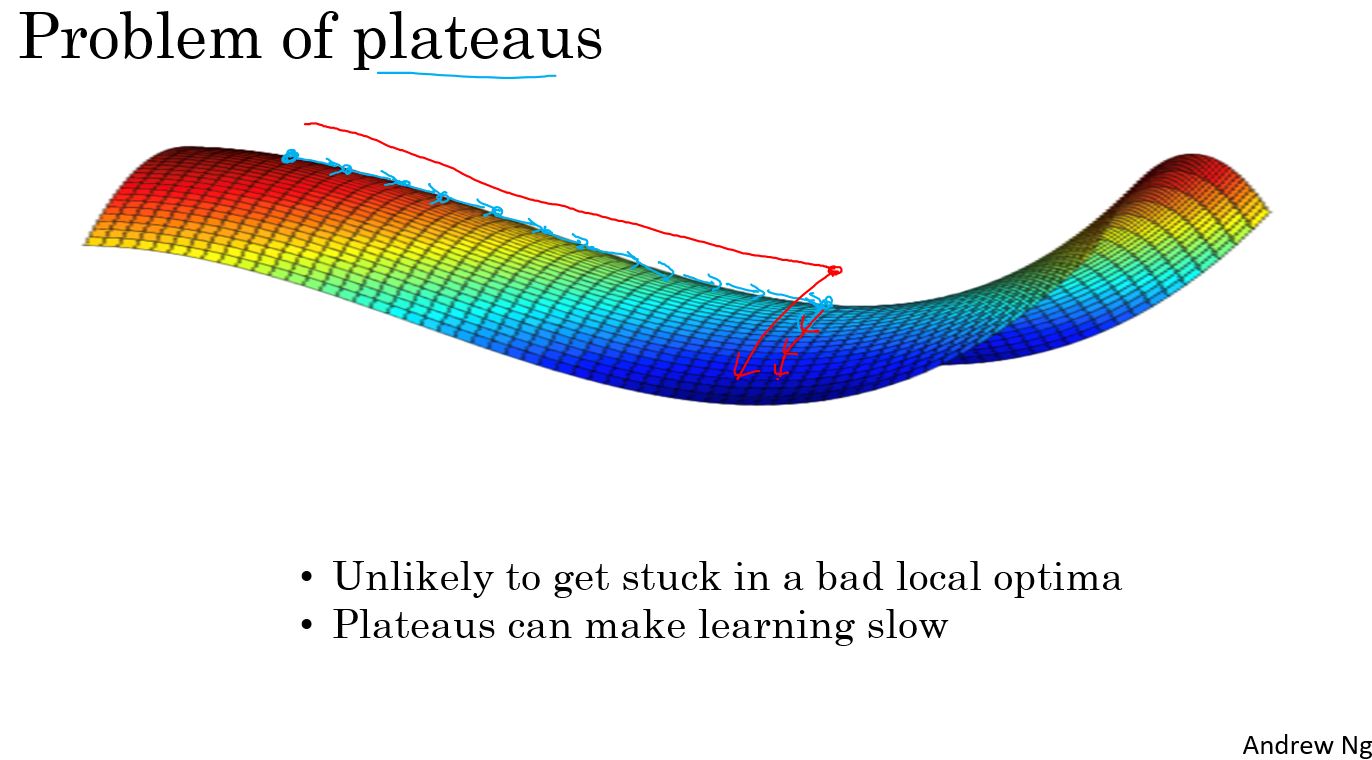 Problem of plateaus
• Unlikely to get stuck in a bad local optima
• Plateaus can make learning slow
Andrew Ng